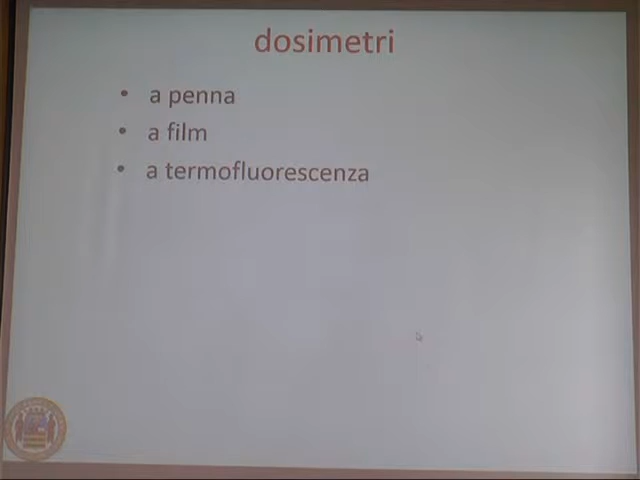 dosimetri
• a penna
• a film
• a termofluorescenza